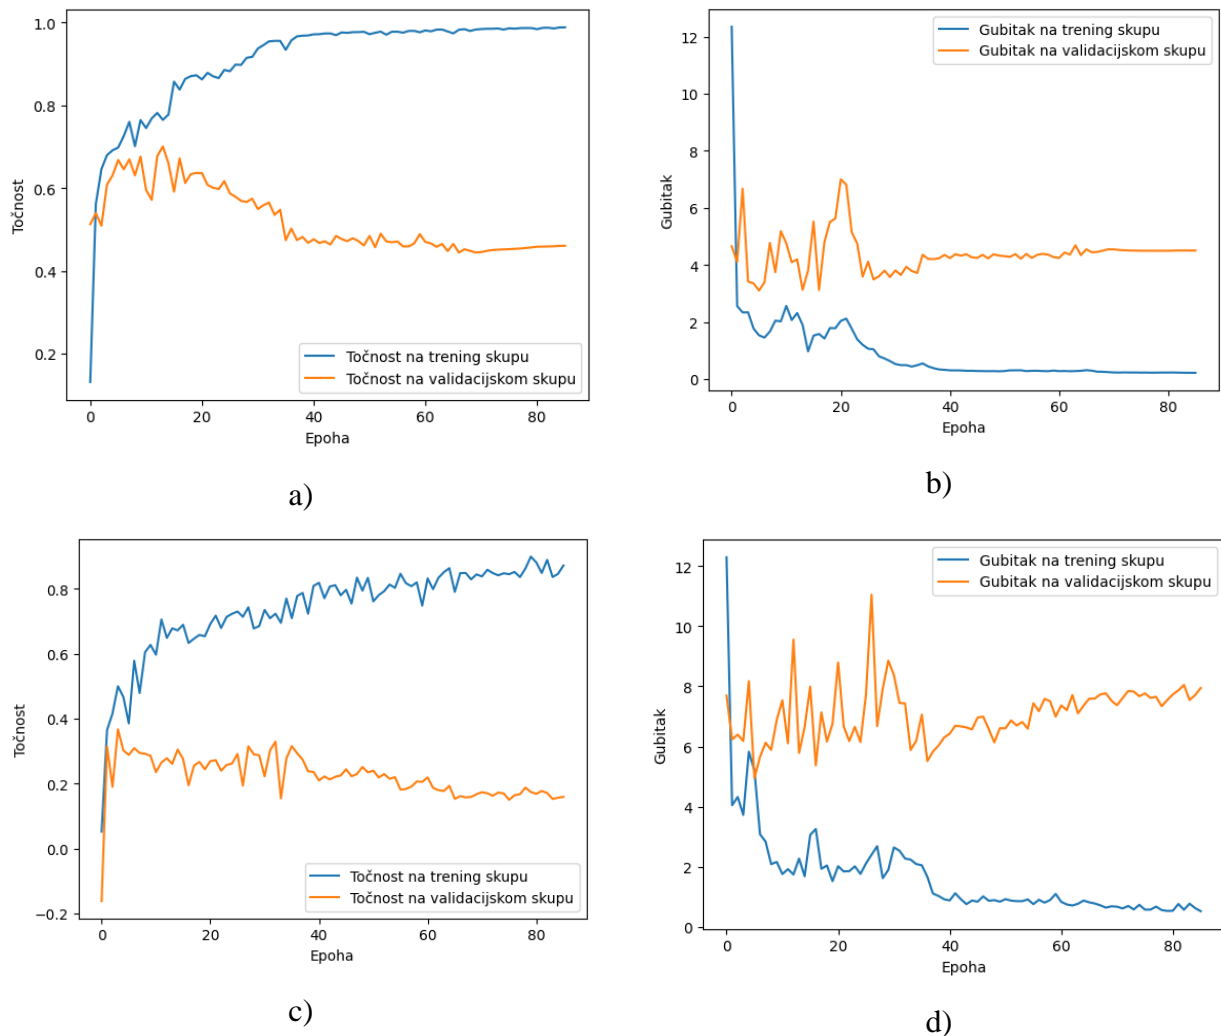 1.0
0.8
0.6
0.4
0.2
Točnost
Točnost na trening skupu
Točnost na validacijskom skupu
0
20
40
60
80
Epoha
a)
12
10
8
6
4
2
0
Gubitak
Gubitak na trening skupu
Gubitak na validacijskom skupu
0
20
40
60
80
Epoha
b)
0.8
0.6
0.4
0.2
0.0
−0.2
Točnost
Točnost na trening skupu
Točnost na validacijskom skupu
0
20
40
60
80
Epoha
c)
12
10
8
6
4
2
0
Gubitak
Gubitak na trening skupu
Gubitak na validacijskom skupu
0
20
40
60
80
Epoha
d)